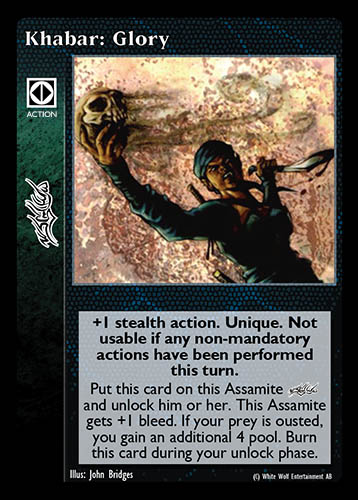 Khabar: Glory
ACTION
+1 stealth action. Unique. Not
usable if any non-mandatory
actions have been performed
this turn.
Put this card on this Assamite
and unlock him or her. This Assamite
gets +1 bleed. If your prey is ousted,
you gain an additional 4 pool. Burn
this card during your unlock phase.
Illus: John Bridges
(C) White Wolf Entertainment AB